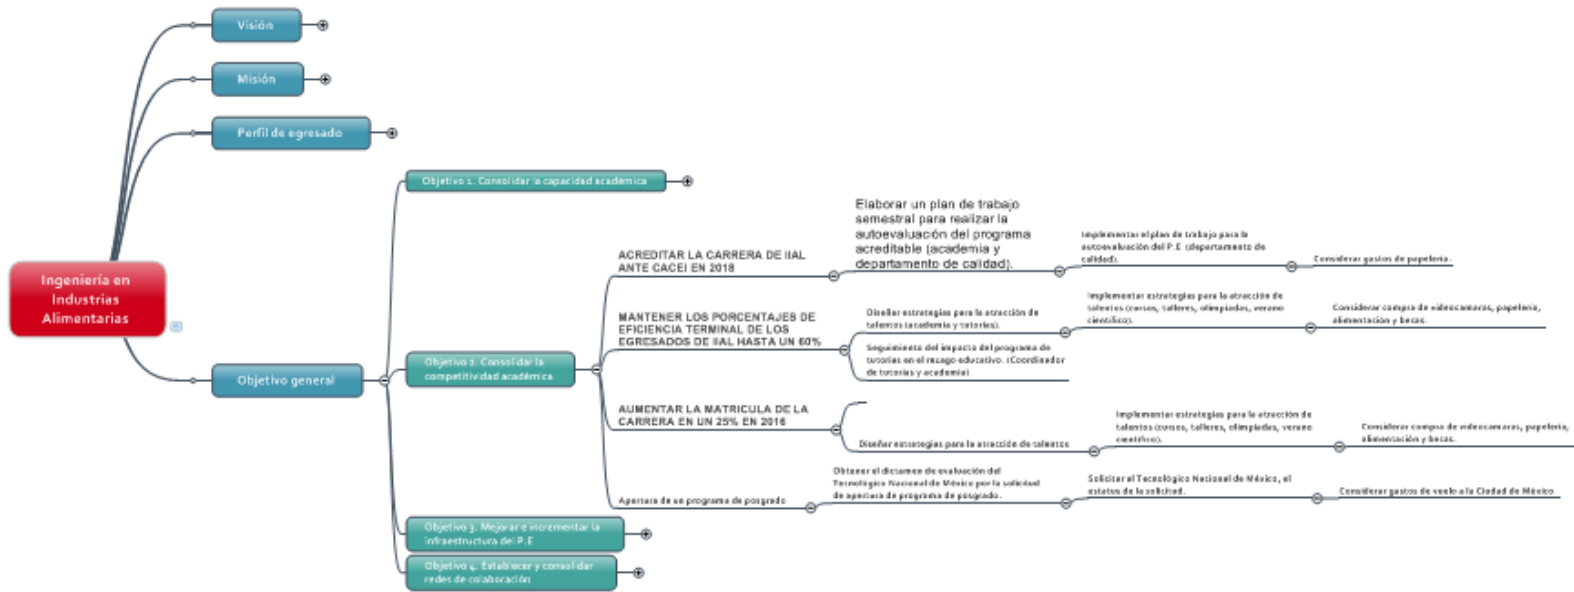 Visión
Misión
Perfil de egresado
Objetivo 1. Consolidar la capacidad académica
Ingeniería en
Industrias
Alimentarias
Objetivo general
Objetivo 2. Consolidar la
competitividad académica
ACREDITAR LA CARRERA DE IIAL
ANTE CACEI EN 2018
Elaborar un plan de trabajo
semestral para realizar la
autoevaluación del programa
acreditable (academia y
departamento de calidad).
Implementar el plan de trabajo para la
autoevaluación del P.E (departamento de
calidad).
Considerar gastos de papelería.
MANTENER LOS PORCENTAJES DE
EFICIENCIA TERMINAL DE LOS
EGRESADOS DE IIAL HASTA UN 60%
Diseñar estrategias para la atracción de
talentos (academia y tutorías).
Implementar estrategias para la atracción de
talentos (cursos, talleres, olimpiadas, verano
científico).
Considerar compra de videocamaras, papelería,
alimentación y becas.
Seguimiento del impacto del programa de
tutorías en el rezago educativo. (Coordinador
de tutorías y academia).
AUMENTAR LA MATRICULA DE LA
CARRERA EN UN 25% EN 2016
Diseñar estrategias para la atracción de talentos
Implementar estrategias para la atracción de
talentos (cursos, talleres, olimpiadas, verano
científico).
Considerar compra de videocamaras, papelería,
alimentación y becas.
Apertura de un programa de posgrado
Obtener el dictamen de evaluación del
Tecnológico Nacional de México por la solicitud
de apertura de programa de posgrado.
Solicitar al Tecnológico Nacional de México, el
estatus de la solicitud.
Considerar gastos de vuelo a la Ciudad de México
Objetivo 3. Mejorar e incrementar la
infraestructura del P.E
Objetivo 4. Establecer y consolidar
redes de colaboración